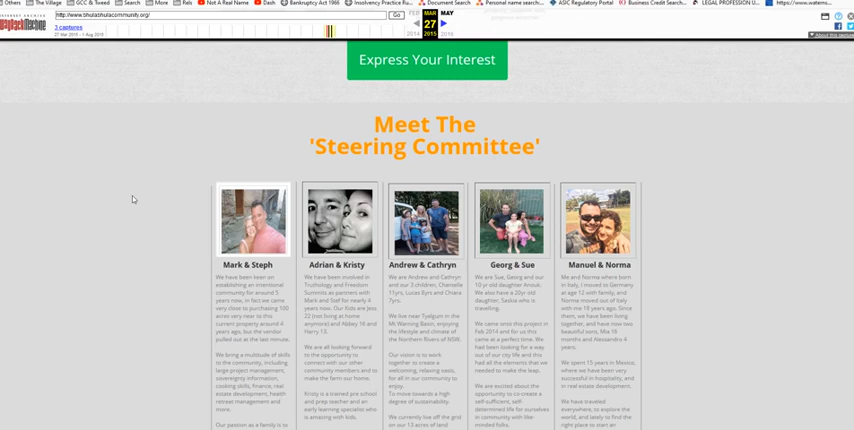 Others The Village GCC & Tweed Search More Rels Not A Real Name Dash Bankruptcy Act 1966 Insolvency Practice Document Search Personal name search... ASIC Regulatory Portal Business Credit Search... LEGAL PROFESSION U... https://www.waterns...
http://www.bhulabhulacommunity.org/ Go FEB MAR MAY
3 captures 27
27 Mar 2015 - 1 Aug 2015 2014 2015 2016
Express Your Interest
Meet The
'Steering Committee'
Mark & Steph
We have been keen on
establishing an intentional
community for around 5
years now, in fact we came
very close to purchasing 100
acres very near to this
current property around 4
years ago, but the vendor
pulled out at the last minute.
We bring a multitude of skills
to the community, including
large project management,
sovereignty information,
cooking skills, finance, real
estate development, health
retreat management and
more.
Our passion as a family is to
Adrian & Kristy
We have been involved in
Truthology and Freedom
Summits as partners with
Mark and Stef for nearly 4
years now. Our Kids are Jess
22 (not living at home
anymore) and Abbey 18 and
Harry 13.
We are all looking forward
to the opportunity to
connect with our other
community members and to
make the farm our home.
Kristy is a trained pre school
and prep teacher and an
early learning specialist who
is amazing with kids.
Andrew & Cathryn
We are Andrew and Cathryn
and our 3 children, Chamelle
11yrs, Lucas 8yrs and Chiara
7yrs.
We live near Tyalgum in the
Mt Warning Basin, enjoying
the lifestyle and climate of
the Northern Rivers of NSW.
Our vision is to work
together to create a
welcoming, relaxing oasis,
for all in our community to
enjoy.
To move towards a high
degree of sustainability.
We currently live off the grid
on our 13 acres of land
Georg & Sue
We are Sue, Georg and our
10 yr old daughter Anouk.
We also have a 20yr old
daughter, Saskia who is
travelling.
We came onto this project in
Feb 2014 and for us this
came at a perfect time. We
had been looking for a way
out of our city life and this
had all the elements that we
needed to make the leap.
We are excited about the
opportunity to co-create a
self-sufficient, self-
determined life for ourselves
in community with like-
minded folks.
Manuel & Norma
Me and Norma where born
in Italy, I moved to Germany
at age 12 with family, and
Norma moved out of Italy
with me 18 years ago. Since
them, we have been living
together, and have now two
beautiful sons, Mia 16
months and Alessandro 4
years.
We spent 15 years in Mexico,
where we have been very
successful in hospitality, and
in real estate development.
We have traveled
everywhere, to explore the
world, and lately to find the
right place to start an